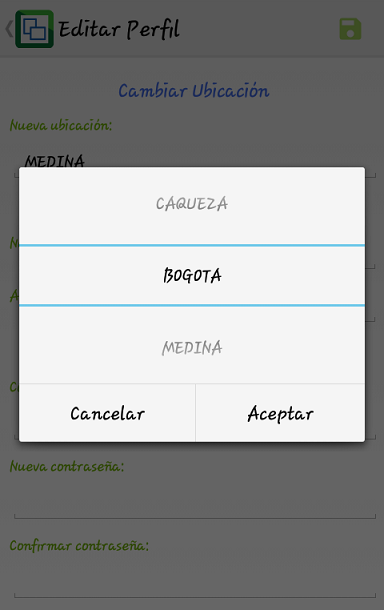 Editar Perfil
Cambiar Ubicación
Nueva ubicación:
MEDINA
CAQUEZA
BOGOTA
MEDINA
Cancelar
Aceptar
Nueva contraseña:
Confirmar contraseña: